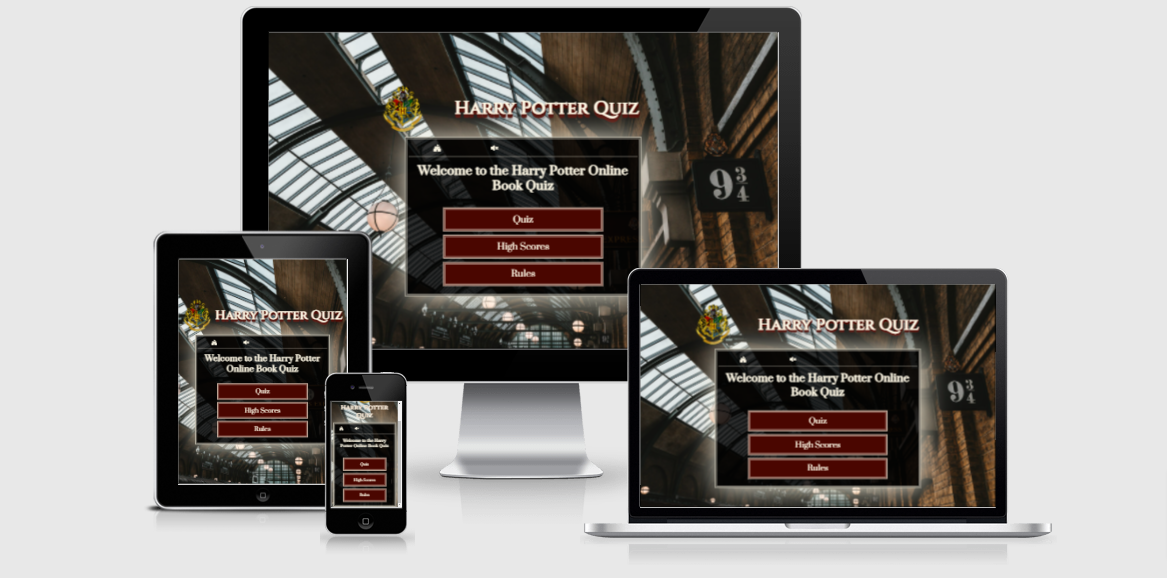 HARRY POTTER QUIZ
Welcome to the Harry Potter Online
Book Quiz
Quiz
High Scores
Rules
9 3/4
HARRY POTTER QUIZ
Welcome to the Harry Potter
Online Book Quiz
Quiz
High Scores
Rules
HARRY POTTER
QUIZ
Welcome to the Harry
Potter Online Book Quiz
Quiz
High Scores
Rules
HARRY POTTER QUIZ
Welcome to the Harry Potter Online
Book Quiz
Quiz
High Scores
Rules
9 3/4